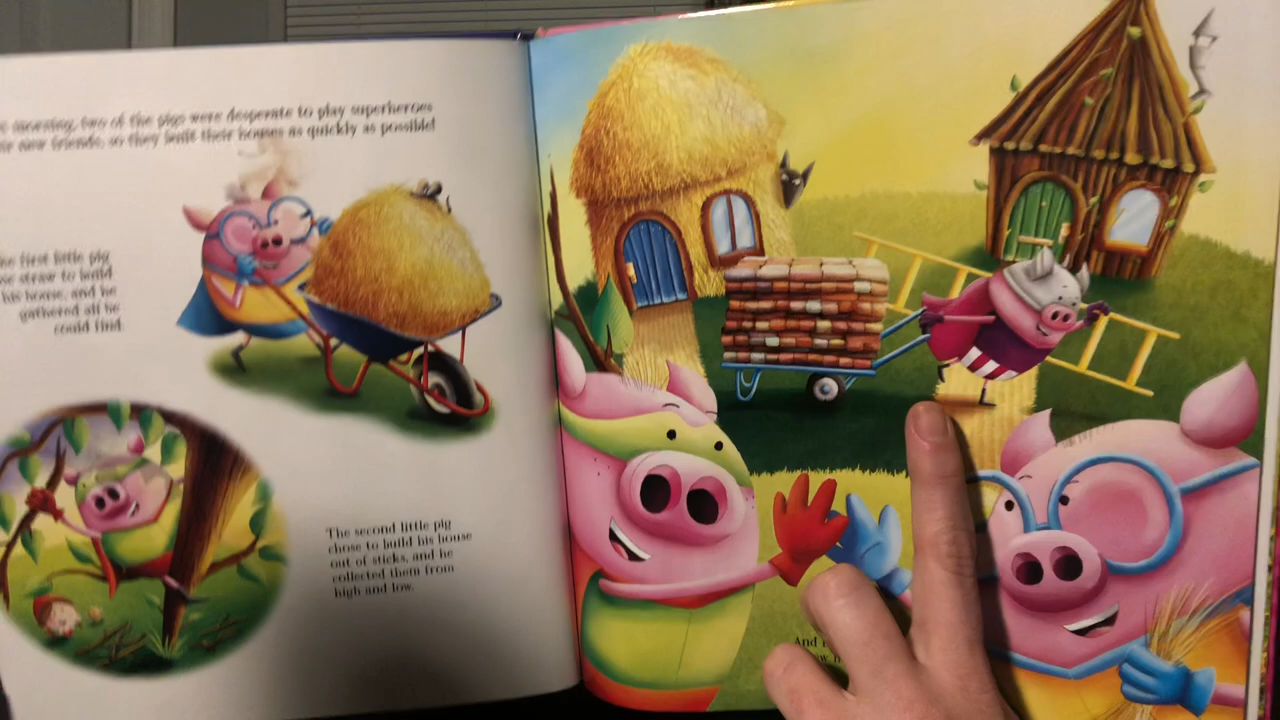 morning, two of the pigs were desperate to play superheroes
new friends, so they built their houses as quickly as possible!
first little pig
straw to build
his house, and he
gathered all he
could find.
The second little pig
chose to build his house
out of sticks, and he
collected them from
high and low.
And